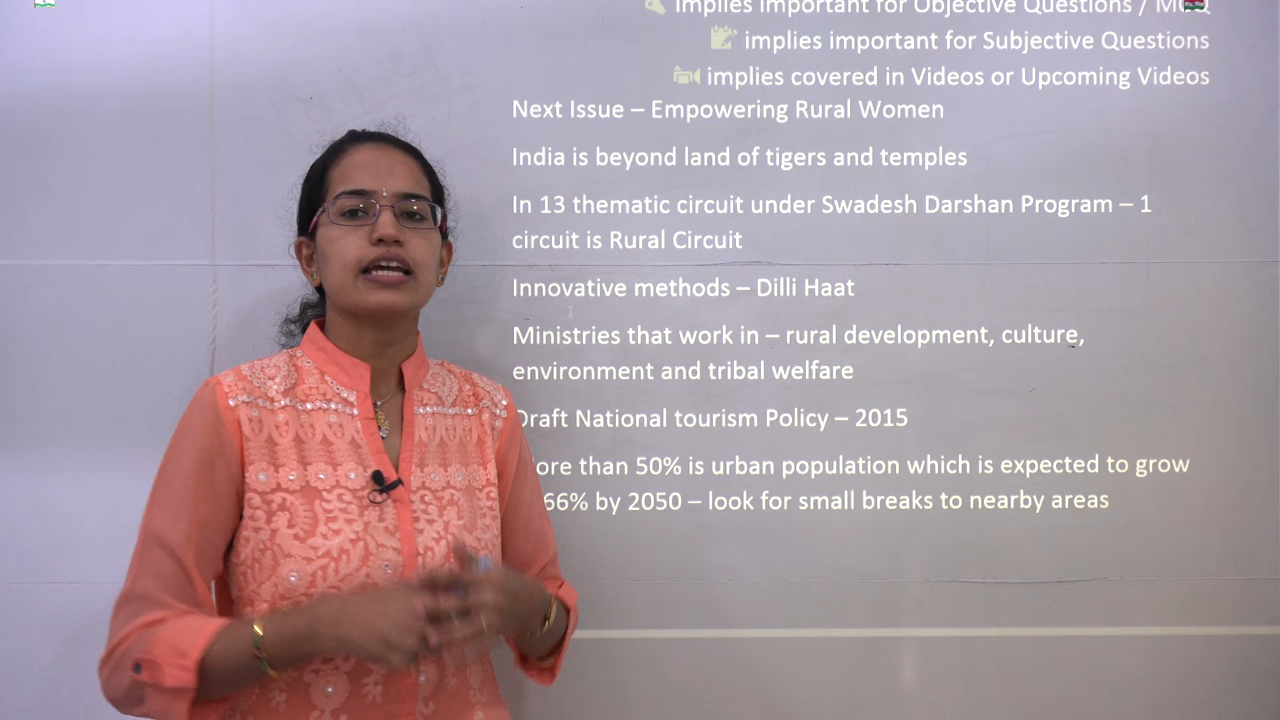 implies important for Objective Questions / MCQ
implies important for Subjective Questions
implies covered in Videos or Upcoming Videos
Next Issue – Empowering Rural Women
India is beyond land of tigers and temples
In 13 thematic circuit under Swadesh Darshan Program – 1
circuit is Rural Circuit
Innovative methods – Dilli Haat
Ministries that work in – rural development, culture,
environment and tribal welfare
Draft National tourism Policy – 2015
More than 50% is urban population which is expected to grow
66% by 2050 – look for small breaks to nearby areas